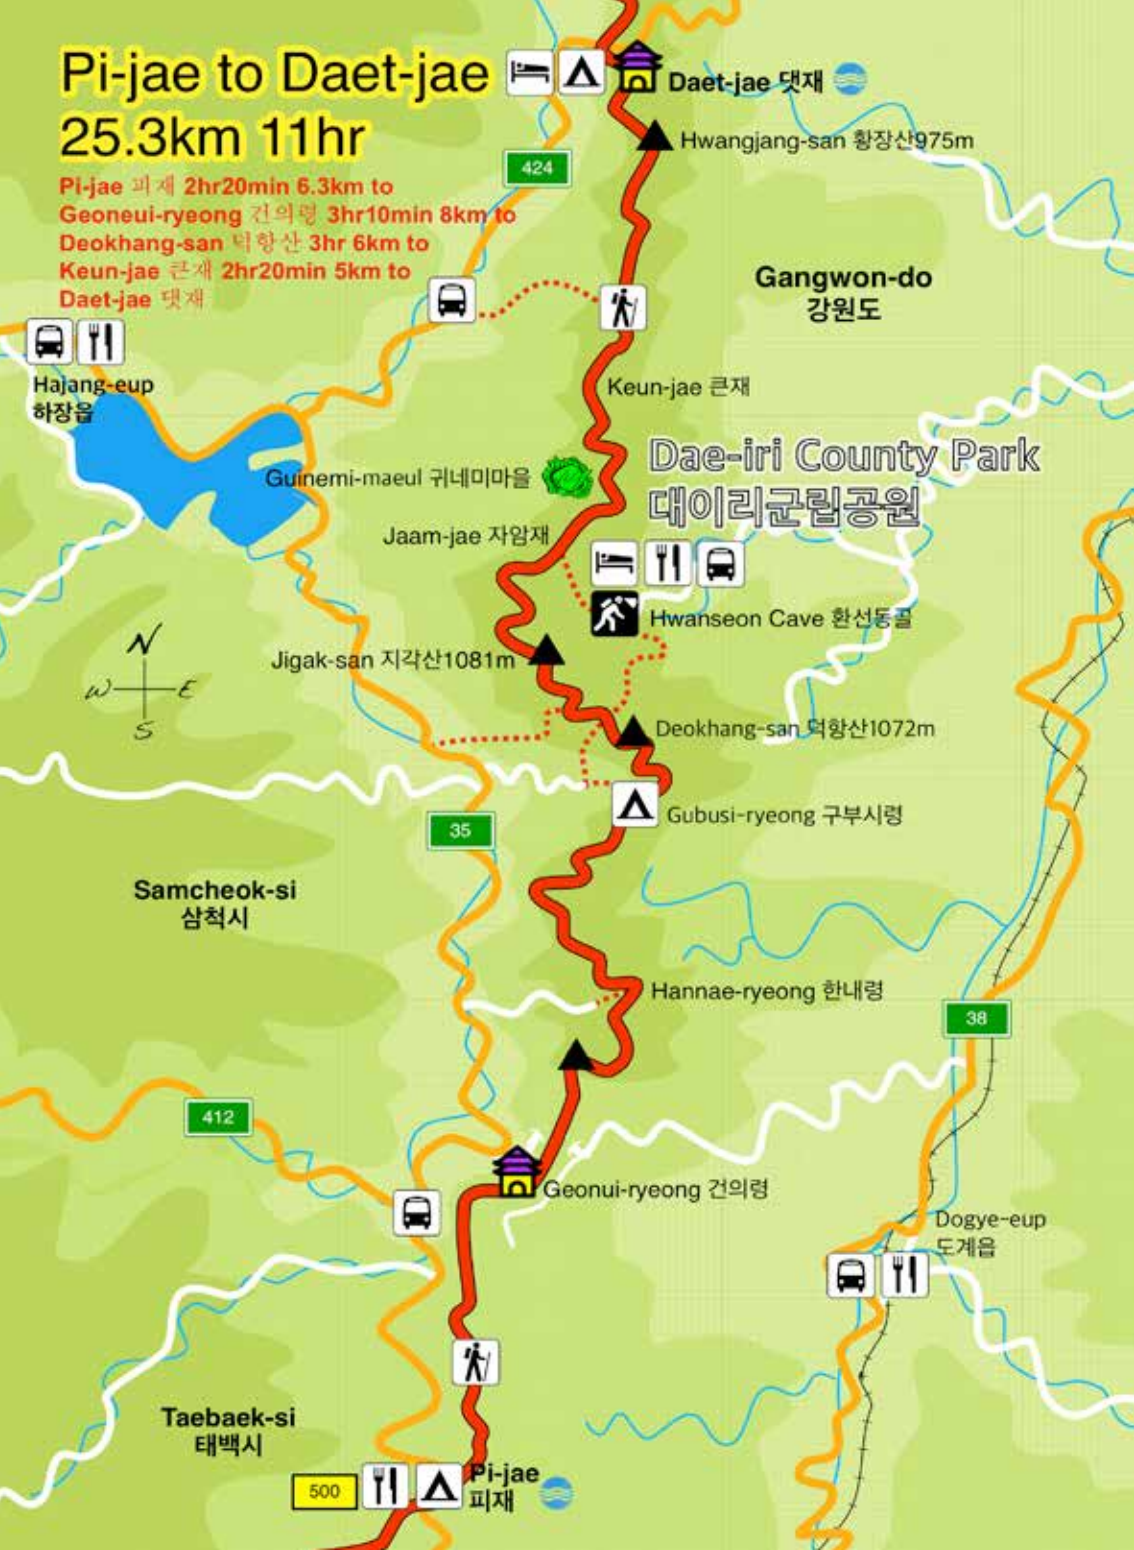 Pi-jae to Daet-jae
25.3km 11hr
Pi-jae 피재 2hr20min 6.3km to
Geoneui-ryeong 건의령 3hr10min 8km to
Deokhang-san 덕항산 3hr 6km to
Keun-jae 큰재 2hr20min 5km to
Daet-jae 댓재
Daet-jae 댓재
Hwangjang-san 황장산975m
424
Gangwon-do
강원도
Hajang-eup
하장읍
Keun-jae 큰재
Dae-iri County Park
대이리군립공원
Guinemi-maeul 귀네미마을
Jaam-jae 자암재
Hwanseon Cave 환선동굴
N
W E
S
Jigak-san 지각산1081m
Deokhang-san 덕항산1072m
Gubusi-ryeong 구부시령
35
Samcheok-si
삼척시
Hannae-ryeong 한내령
38
412
Geonui-ryeong 건의령
Dogye-eup
도계읍
Taebaek-si
태백시
500
Pi-jae
피재